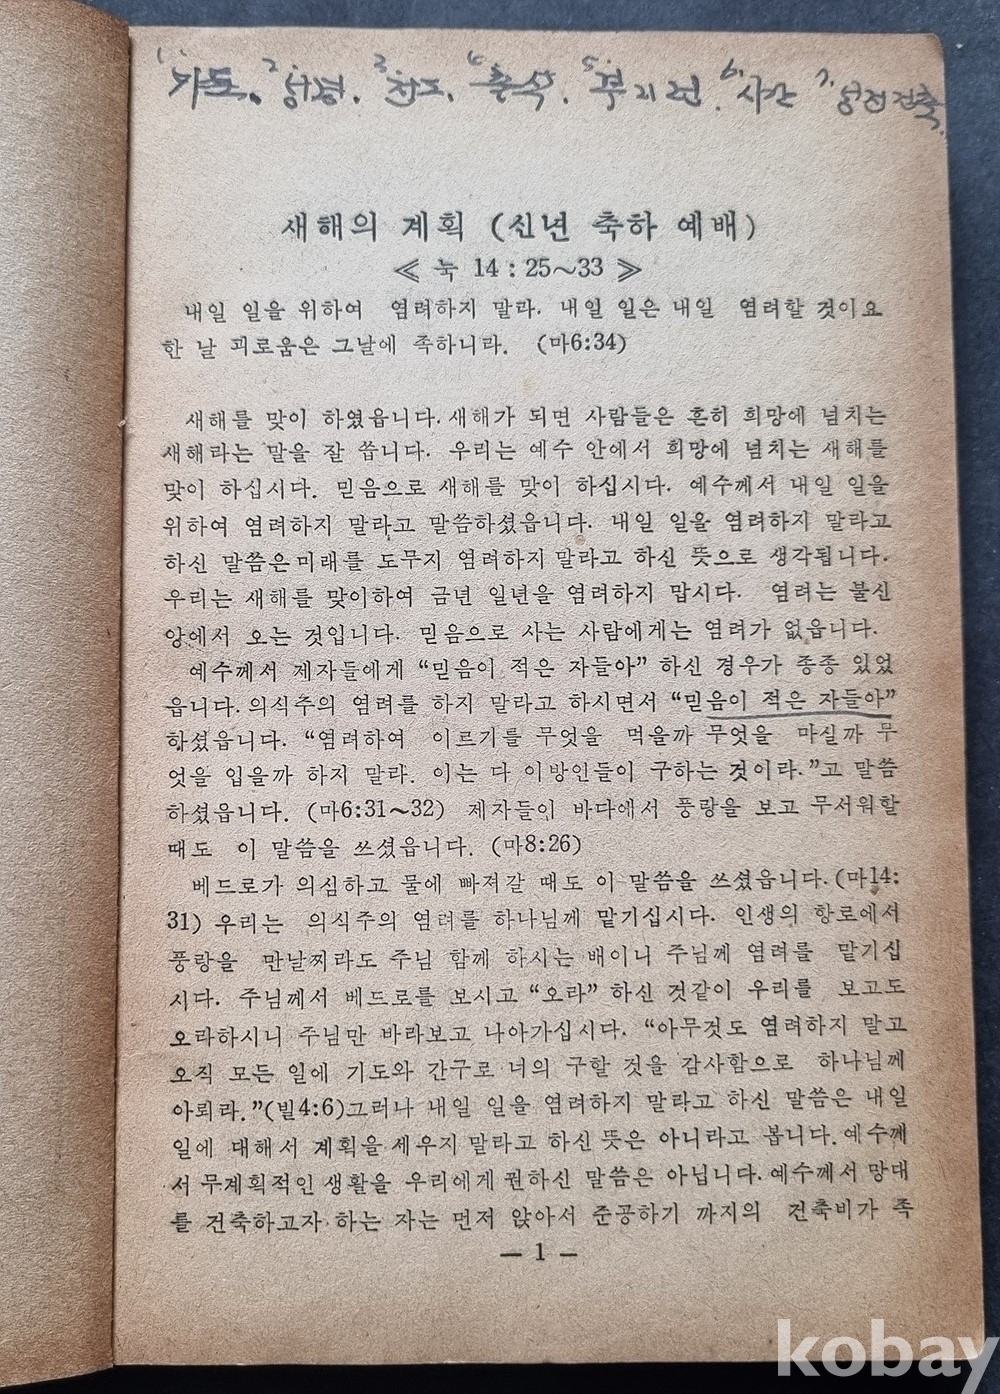 1. 기도. 2. 성경. 3. 전도. 4. 출석. 5. 부지런. 6. 시간 7. 성전건축.
새해의 계획 (신년 축하 예배)
≪ 눅 14 : 25～33 ≫
내일 일을 위하여 염려하지 말라. 내일 일은 내일 염려할 것이요
한 날 괴로움은 그날에 족하니라. (마6:34)
새해를 맞이 하였읍니다. 새해가 되면 사람들은 흔히 희망에 넘치는
새해라는 말을 잘 씁니다. 우리는 예수 안에서 희망에 넘치는 새해를
맞이 하십시다. 믿음으로 새해를 맞이 하십시다. 예수께서 내일 일을
위하여 염려하지 말라고 말씀하셨읍니다. 내일 일을 염려하지 말라고
하신 말씀은 미래를 도무지 염려하지 말라고 하신 뜻으로 생각됩니다.
우리는 새해를 맞이하여 금년 일년을 염려하지 맙시다. 염려는 불신
앙에서 오는 것입니다. 믿음으로 사는 사람에게는 염려가 없읍니다.
예수께서 제자들에게 “믿음이 적은 자들아” 하신 경우가 종종 있었
읍니다. 의식주의 염려를 하지 말라고 하시면서 “믿음이 적은 자들아”
하셨읍니다. “염려하여 이르기를 무엇을 먹을까 무엇을 마실까 무
엇을 입을까 하지 말라. 이는 다 이방인들이 구하는 것이라.”고 말씀
하셨읍니다. (마6:31～32) 제자들이 바다에서 풍랑을 보고 무서워할
때도 이 말씀을 쓰셨읍니다. (마8:26)
베드로가 의심하고 물에 빠져갈 때도 이 말씀을 쓰셨읍니다. (마14:
31) 우리는 의식주의 염려를 하나님께 맡기십시다. 인생의 항로에서
풍랑을 만날찌라도 주님 함께 하시는 배이니 주님께 염려를 맡기십
시다. 주님께서 베드로를 보시고 “오라” 하신 것같이 우리를 보고도
오라하시니 주님만 바라보고 나아가십시다. “아무것도 염려하지 말고
오직 모든 일에 기도와 간구로 너의 구할 것을 감사함으로 하나님께
아뢰라.”(빌4:6)그러나 내일 일을 염려하지 말라고 하신 말씀은 내일
일에 대해서 계획을 세우지 말라고 하신 뜻은 아니라고 봅니다. 예수께
서 무계획적인 생활을 우리에게 권하신 말씀은 아닙니다. 예수께서 망대
를 건축하고자 하는 자는 먼저 앉아서 준공하기 까지의 건축비가 족
— 1 —
kobay